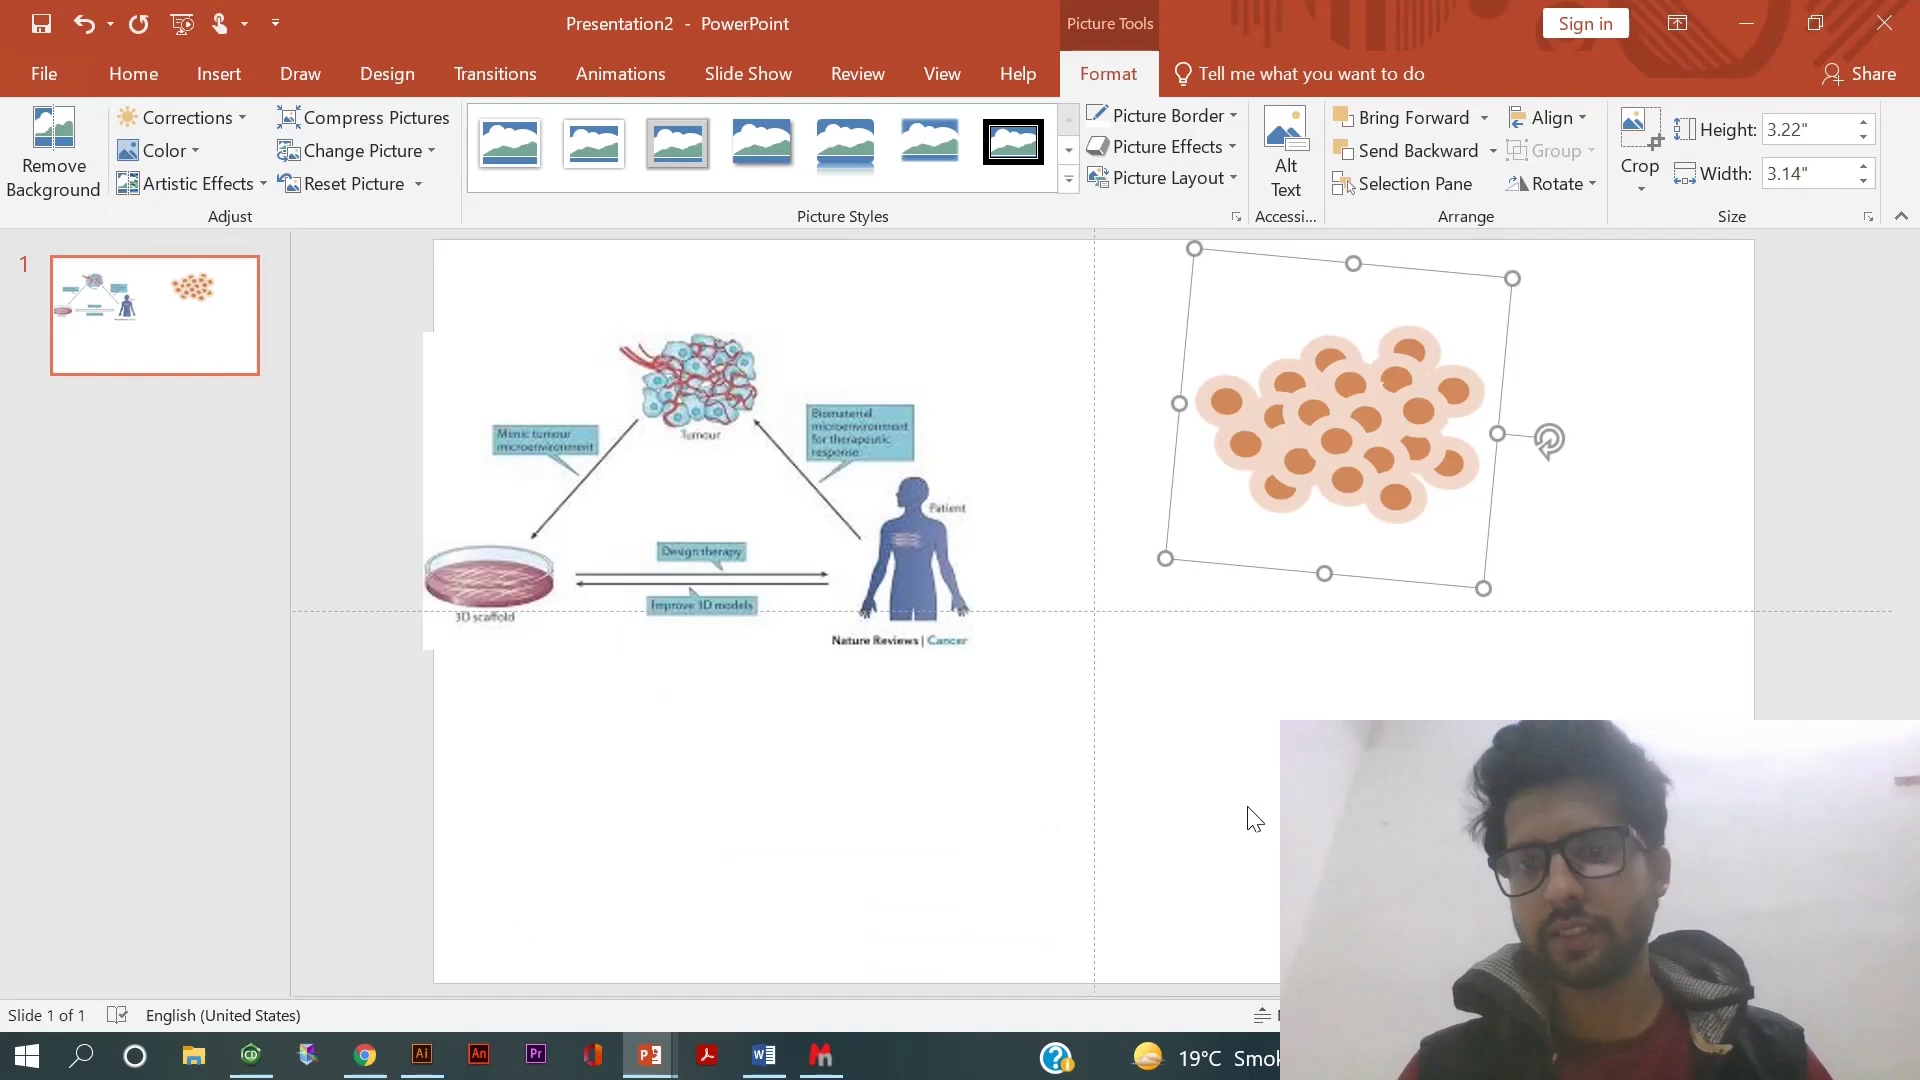 Presentation2 - PowerPoint
Picture Tools
Sign in
File
Home
Insert
Draw
Design
Transitions
Animations
Slide Show
Review
View
Help
Format
Tell me what you want to do
Share
Remove
Background
Corrections
Color
Artistic Effects
Compress Pictures
Change Picture
Reset Picture
Adjust
Picture Styles
Picture Border
Picture Effects
Picture Layout
Alt
Text
Accessi...
Bring Forward
Send Backward
Selection Pane
Align
Group
Rotate
Arrange
Crop
Height: 3.22"
Width: 3.14"
Size
1
Tumour
Mimic tumour
microenvironment
Biomaterial
microenvironment
for therapeutic
response
Patient
Design therapy
Improve 3D models
3D scaffold
Nature Reviews | Cancer
Slide 1 of 1
English (United States)
CD
Ai
An
Pr
19°C